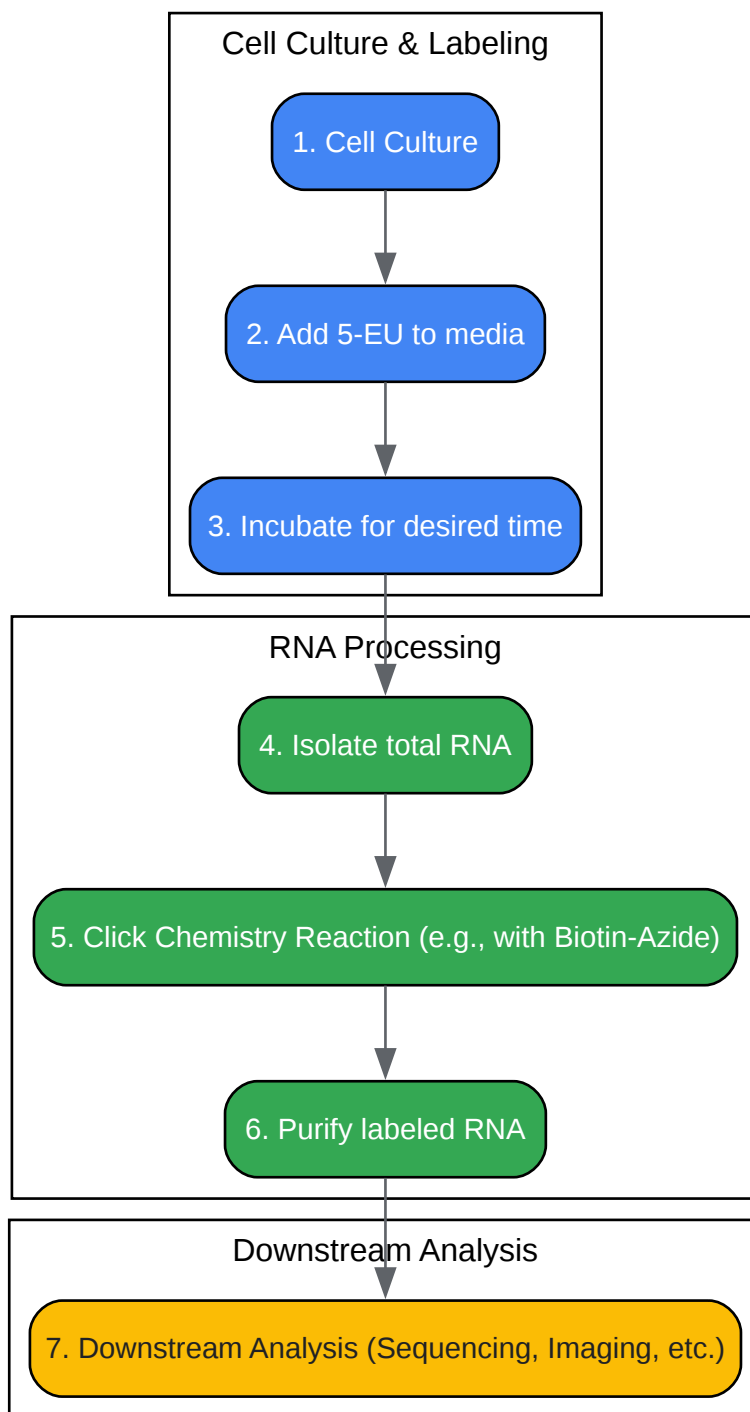 Cell Culture & Labeling
1. Cell Culture
2. Add 5-EU to media
3. Incubate for desired time
RNA Processing
4. Isolate total RNA
5. Click Chemistry Reaction (e.g., with Biotin-Azide)
6. Purify labeled RNA
Downstream Analysis
7. Downstream Analysis (Sequencing, Imaging, etc.)